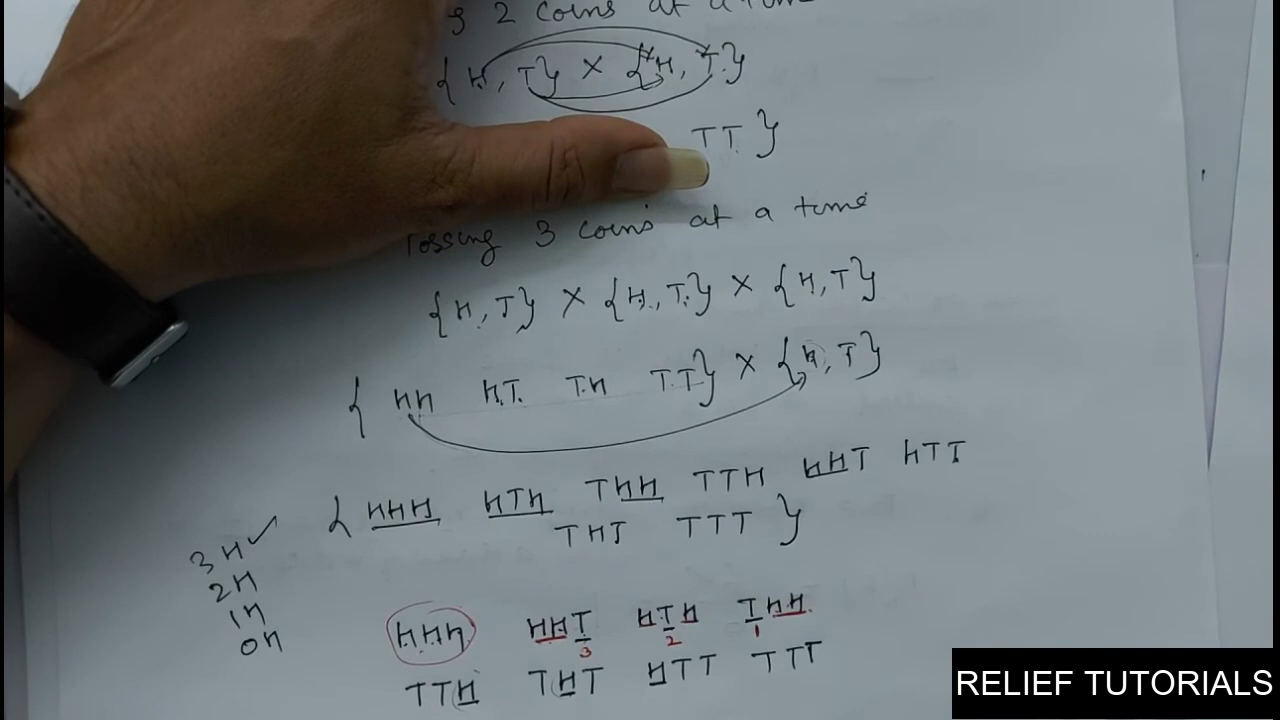 2 coins at a time
{ H, T} × {H, T}
TT }
Tossing 3 coins at a time
{H, T} × {H, T} × {H, T}
{ HH HT TH TT} × {H, T}
{ HHH HTH THH TTH HHT HTT
THT TTT }
3H ✓
2H
1H
0H
HHH HHT HTH THH
3 2 1
TTH THT HTT TTT
RELIEF TUTORIALS